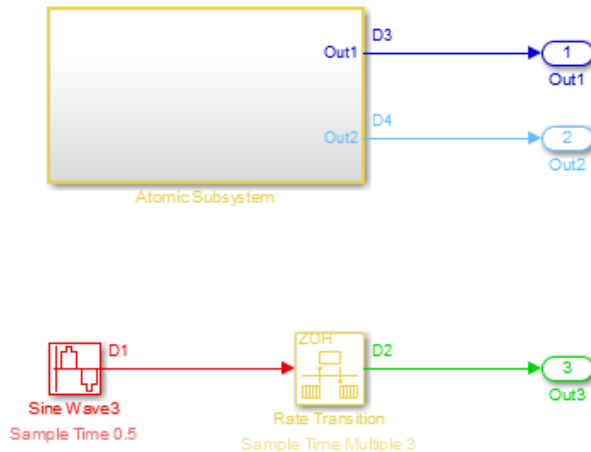 D3
Out1
1
Out1
D4
Out2
2
Out2
Atomic Subsystem
D1
ZOH
D2
3
Sine Wave3
Rate Transition
Out3
Sample Time 0.5
Sample Time Multiple 3